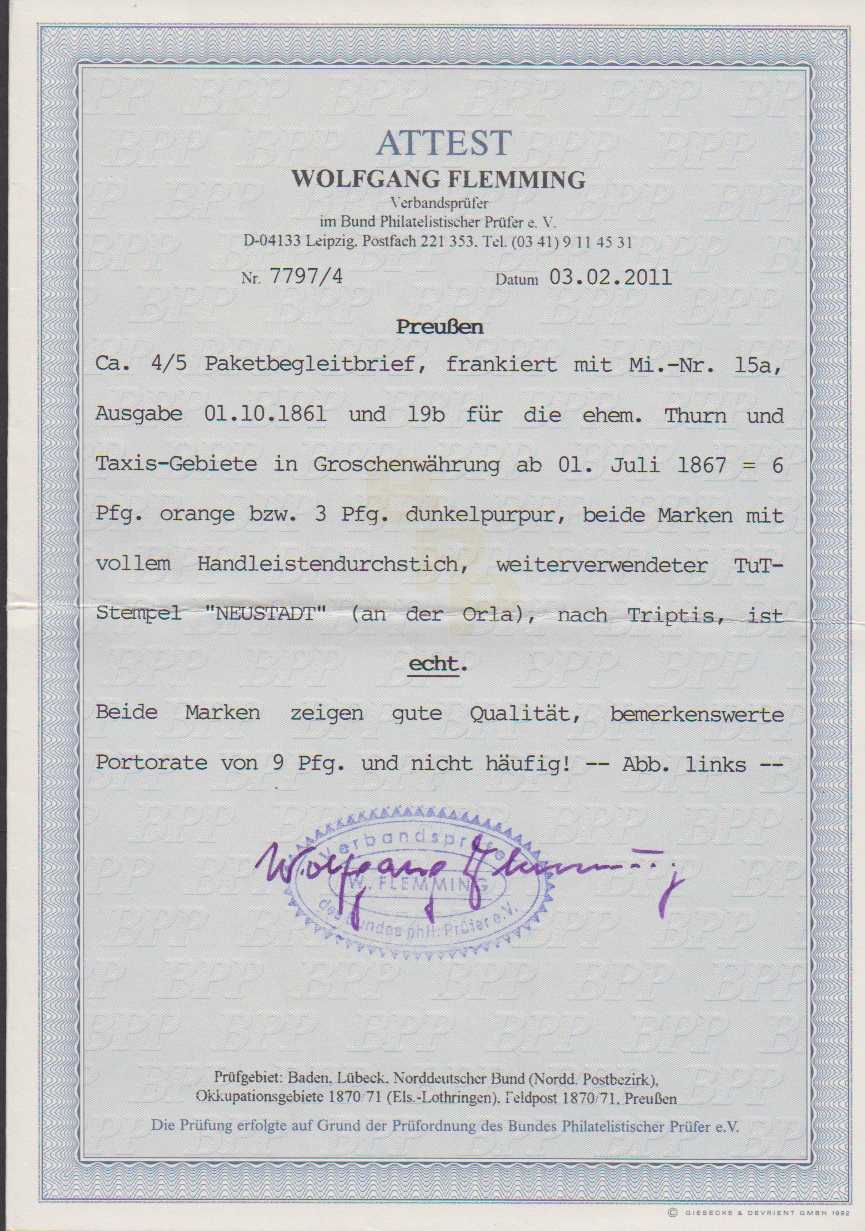 ATTEST
WOLFGANG FLEMMING
Verbandsprüfer
im Bund Philatelistischer Prüfer e. V.
D-04133 Leipzig, Postfach 221 353, Tel. (03 41) 9 11 45 31
Nr. 7797/4 Datum 03.02.2011
Preußen
Ca. 4/5 Paketbegleitbrief, frankiert mit Mi.-Nr. 15a,
Ausgabe 01.10.1861 und 19b für die ehem. Thurn und
Taxis-Gebiete in Groschenwährung ab 01. Juli 1867 = 6
Pfg. orange bzw. 3 Pfg. dunkelpurpur, beide Marken mit
vollem Handleistendurchstich, weiterverwendeter TuT-
Stempel "NEUSTADT" (an der Orla), nach Triptis, ist
echt.
Beide Marken zeigen gute Qualität, bemerkenswerte
Portorate von 9 Pfg. und nicht häufig! -- Abb. links --
Verbandsprüfer
Wolfgang Flemming
W. FLEMMING
des Bundes phil. Prüfer e.V.
Prüfgebiet: Baden, Lübeck, Norddeutscher Bund (Nordd. Postbezirk),
Okkupationsgebiete 1870/71 (Els.-Lothringen), Feldpost 1870/71, Preußen
Die Prüfung erfolgte auf Grund der Prüfordnung des Bundes Philatelistischer Prüfer e.V.
© GIESECKE & DEVRIENT GMBH 1992